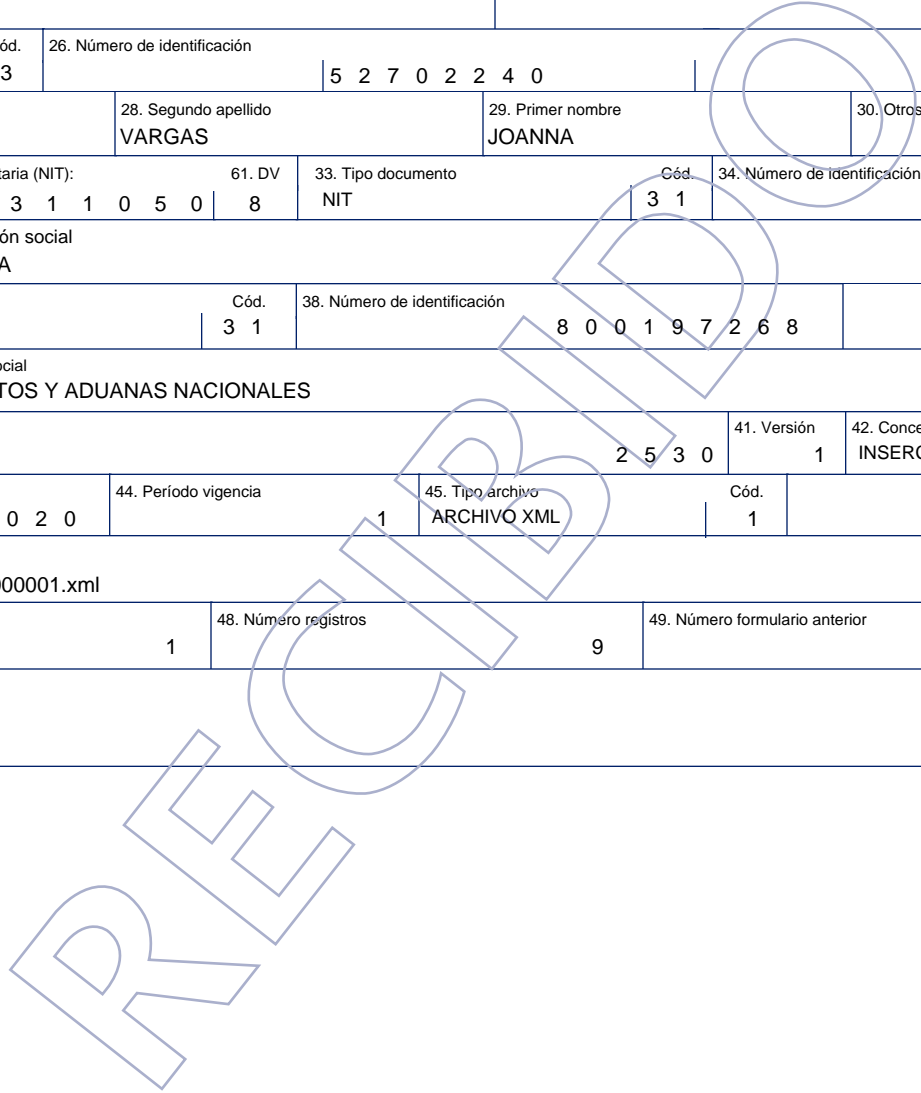 ód. 26. Número de identificación
3 5 2 7 0 2 2 4 0
28. Segundo apellido 29. Primer nombre 30. Otros
VARGAS JOANNA
taria (NIT): 61. DV 33. Tipo documento Cód. 34. Número de identificación
3 1 1 0 5 0 8 NIT 3 1
ón social
A
Cód. 38. Número de identificación
3 1 8 0 0 1 9 7 2 6 8
ocial
TOS Y ADUANAS NACIONALES
41. Versión 42. Conce
2 5 3 0 1 INSERC
44. Período vigencia 45. Tipo archivo Cód.
0 2 0 1 ARCHIVO XML 1
000001.xml
48. Número registros 49. Número formulario anterior
1 9
RECIBIDO